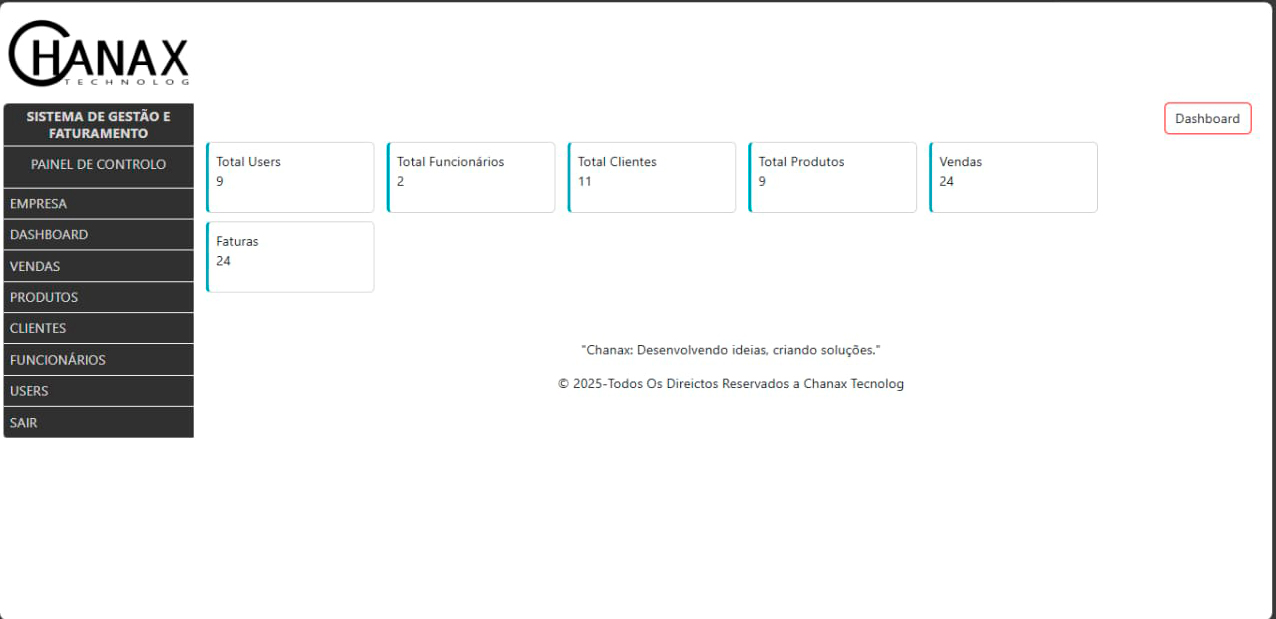 CHANAX
TECHNOLOG
SISTEMA DE GESTÃO E
FATURAMENTO
PAINEL DE CONTROLO
EMPRESA
DASHBOARD
VENDAS
PRODUTOS
CLIENTES
FUNCIONÁRIOS
USERS
SAIR
Dashboard
Total Users
9
Total Funcionários
2
Total Clientes
11
Total Produtos
9
Vendas
24
Faturas
24
"Chanax: Desenvolvendo ideias, criando soluções."
© 2025-Todos Os Direictos Reservados a Chanax Tecnolog